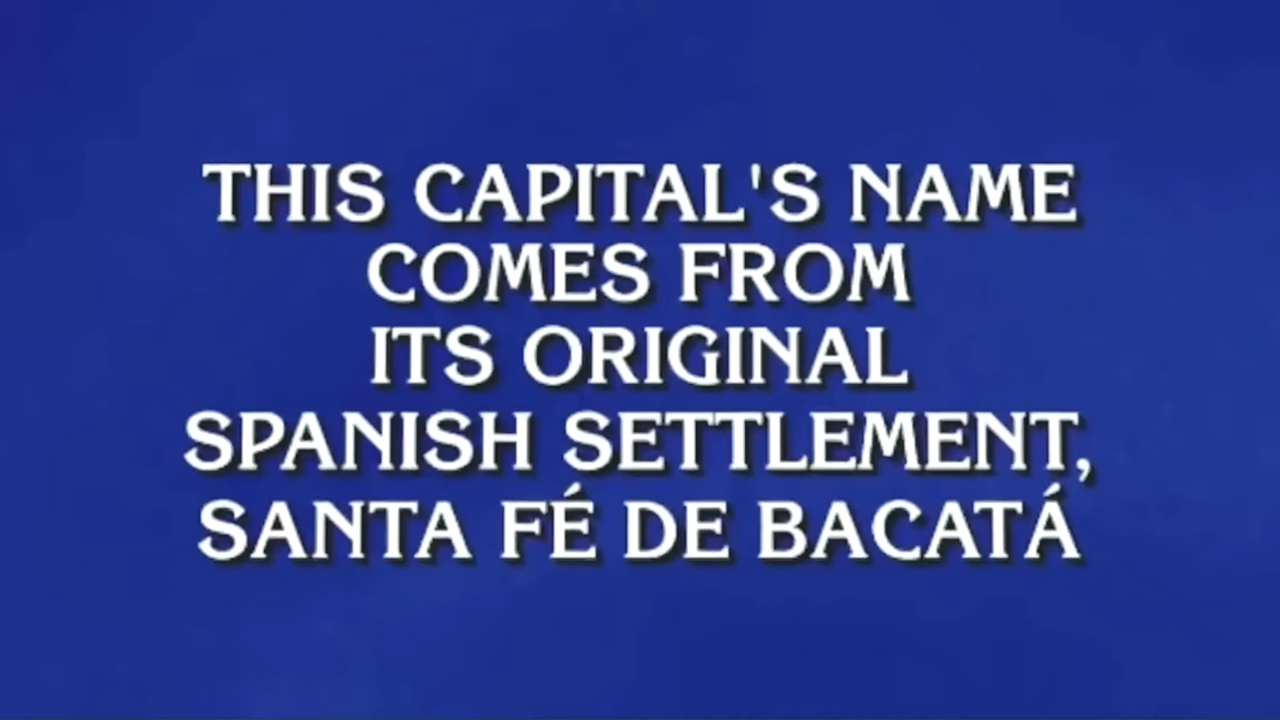 THIS CAPITAL'S NAME
COMES FROM
ITS ORIGINAL
SPANISH SETTLEMENT,
SANTA FÉ DE BACATÁ